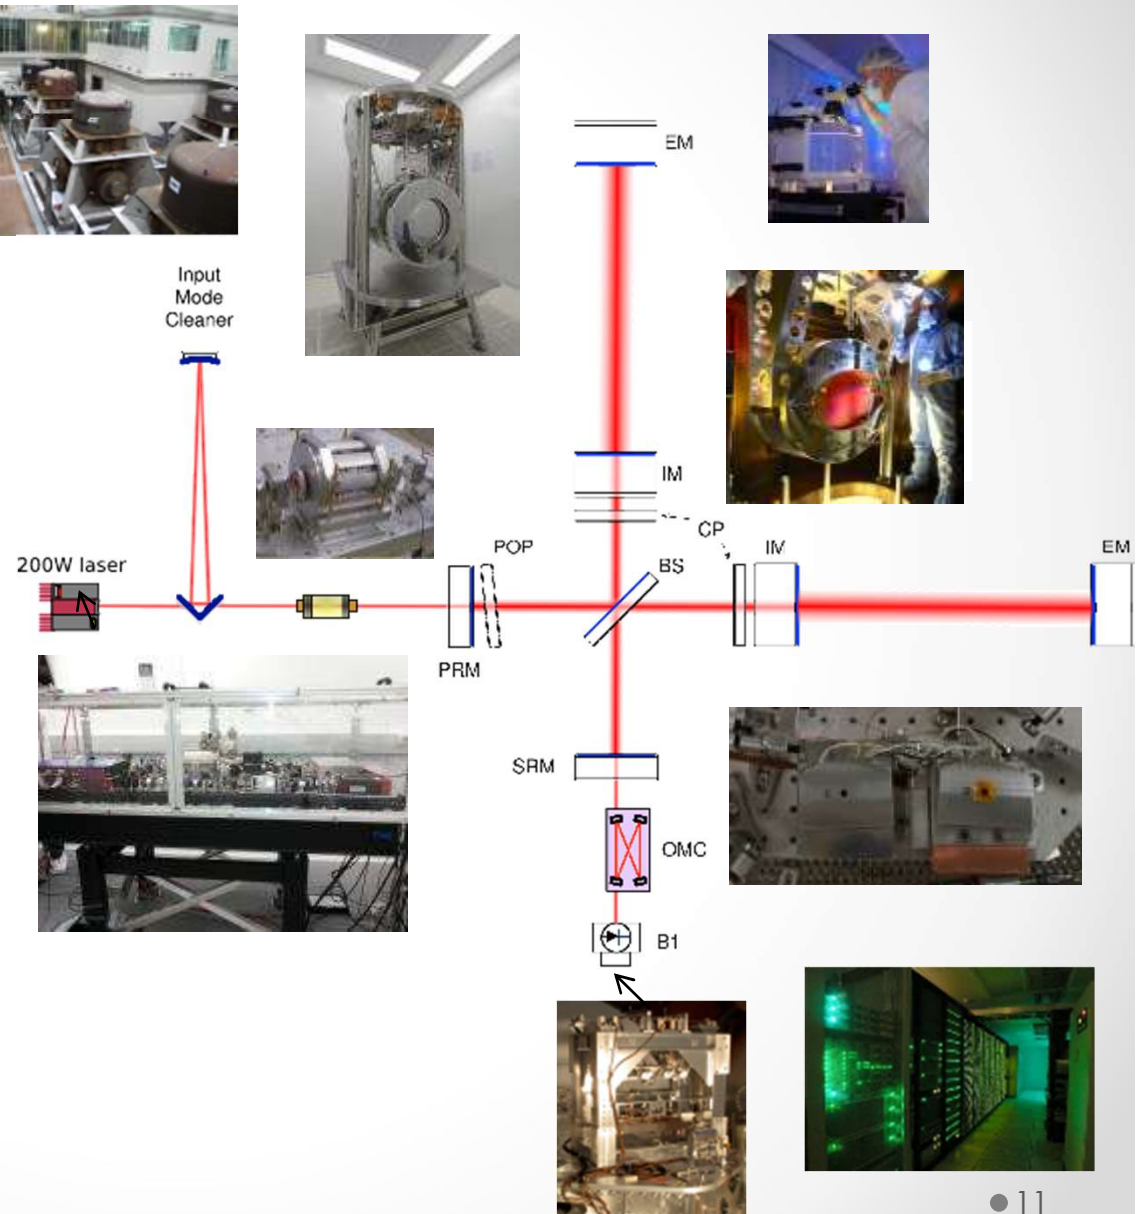 EM
Input
Mode
Cleaner
IM
CP
POP
IM
EM
BS
200W laser
PRM
SRM
OMC
B1
11